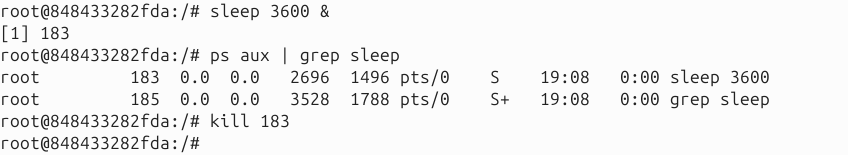 root@848433282fda:/# sleep 3600 &
[1] 183
root@848433282fda:/# ps aux | grep sleep
root         183  0.0  0.0   2696  1496 pts/0    S    19:08   0:00 sleep 3600
root         185  0.0  0.0   3528  1788 pts/0    S+   19:08   0:00 grep sleep
root@848433282fda:/# kill 183
root@848433282fda:/#